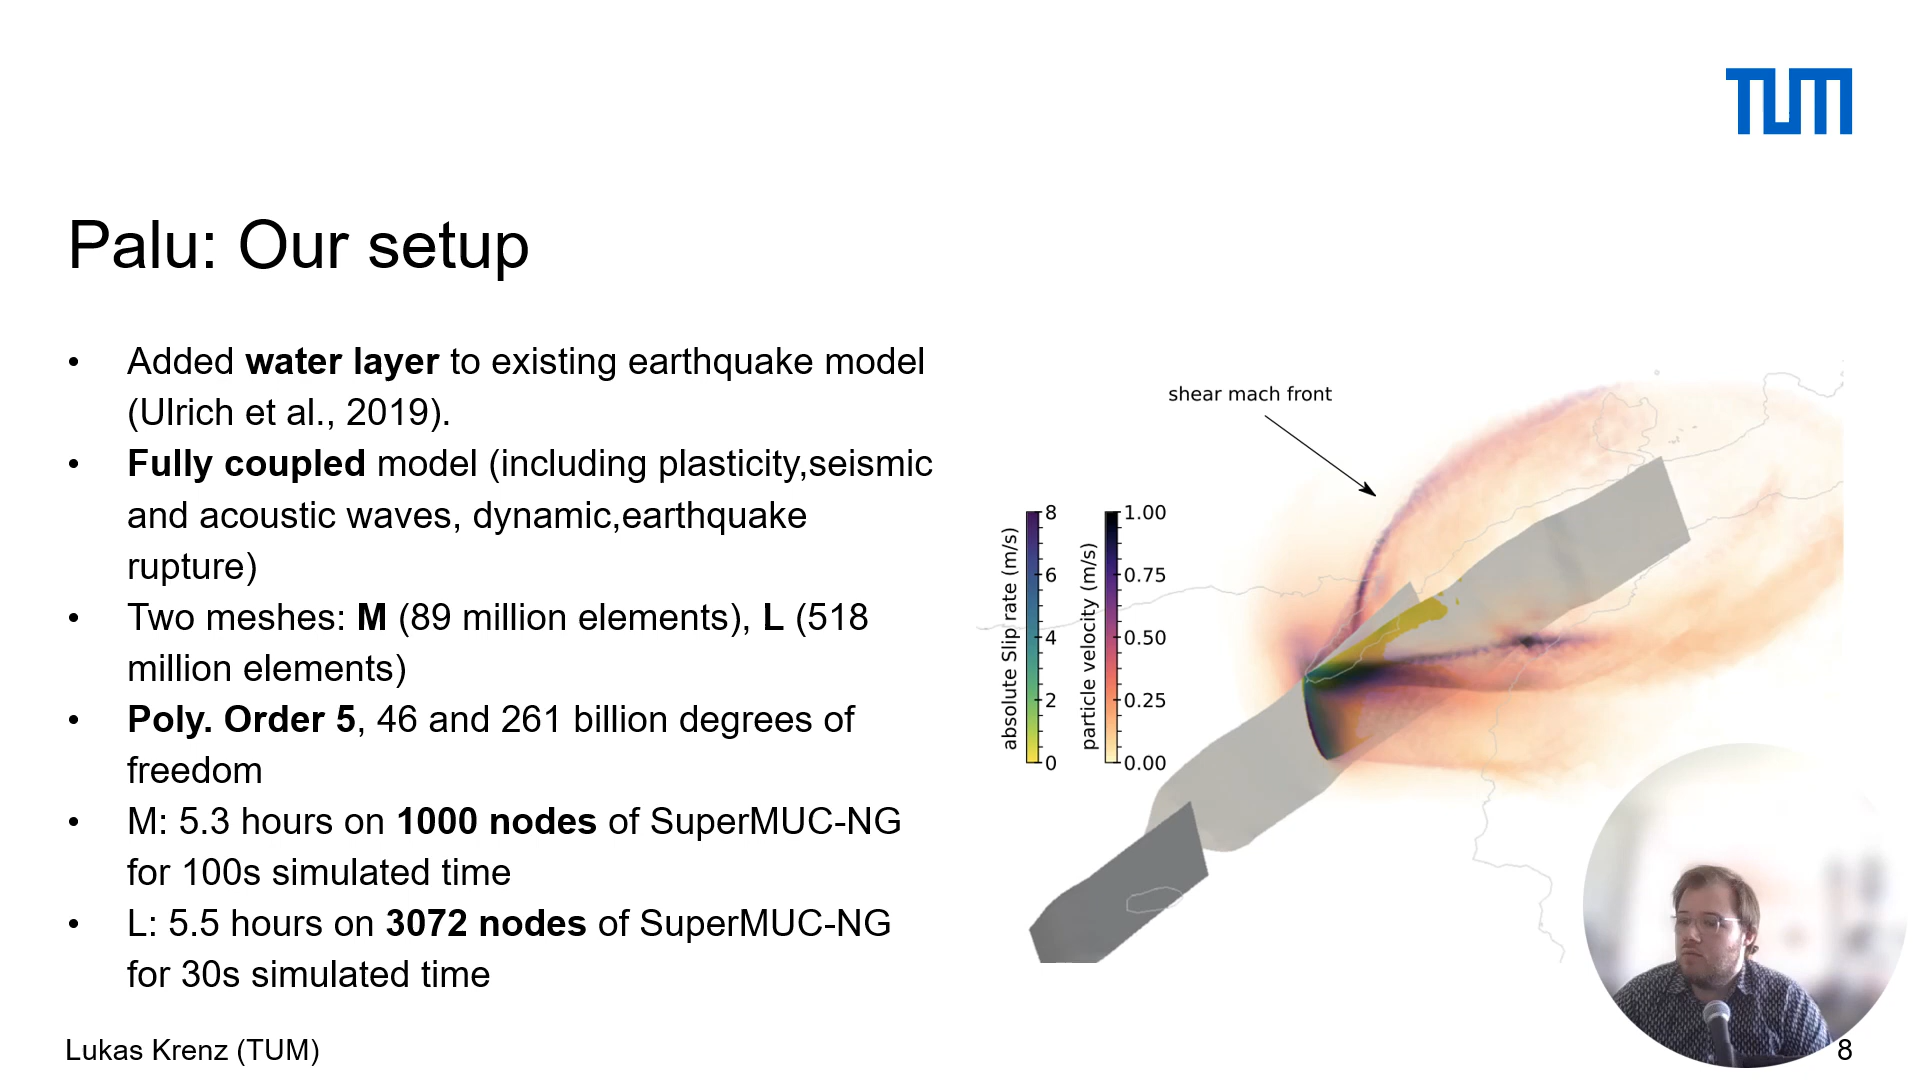 TUM
Palu: Our setup
• Added water layer to existing earthquake model
(Ulrich et al., 2019).
• Fully coupled model (including plasticity,seismic
and acoustic waves, dynamic,earthquake
rupture)
• Two meshes: M (89 million elements), L (518
million elements)
• Poly. Order 5, 46 and 261 billion degrees of
freedom
• M: 5.3 hours on 1000 nodes of SuperMUC-NG
for 100s simulated time
• L: 5.5 hours on 3072 nodes of SuperMUC-NG
for 30s simulated time
shear mach front
absolute Slip rate (m/s)
8
6
4
2
0
particle velocity (m/s)
1.00
0.75
0.50
0.25
0.00
Lukas Krenz (TUM)
8